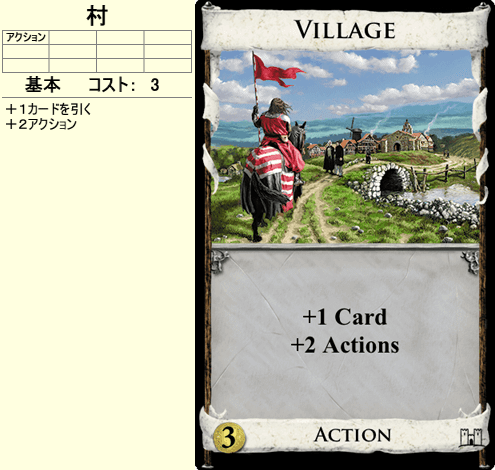 村
アクション
基本 コスト: 3
+1カードを引く
+2アクション
VILLAGE
+1 Card
+2 Actions
3
ACTION